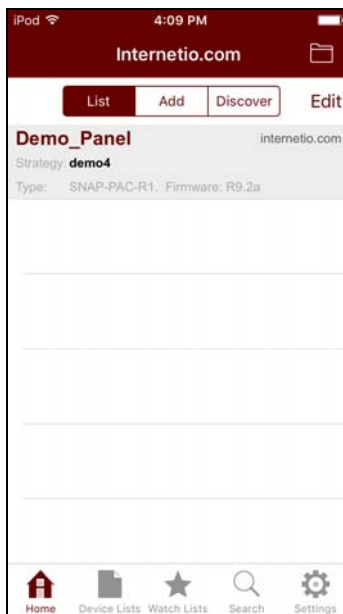 iPod 4:09 PM
Internetio.com
List Add Discover Edit
Demo_Panel internetio.com
Strategy: demo4
Type: SNAP-PAC-R1. Firmware: R9.2a
Home Device Lists Watch Lists Search Settings